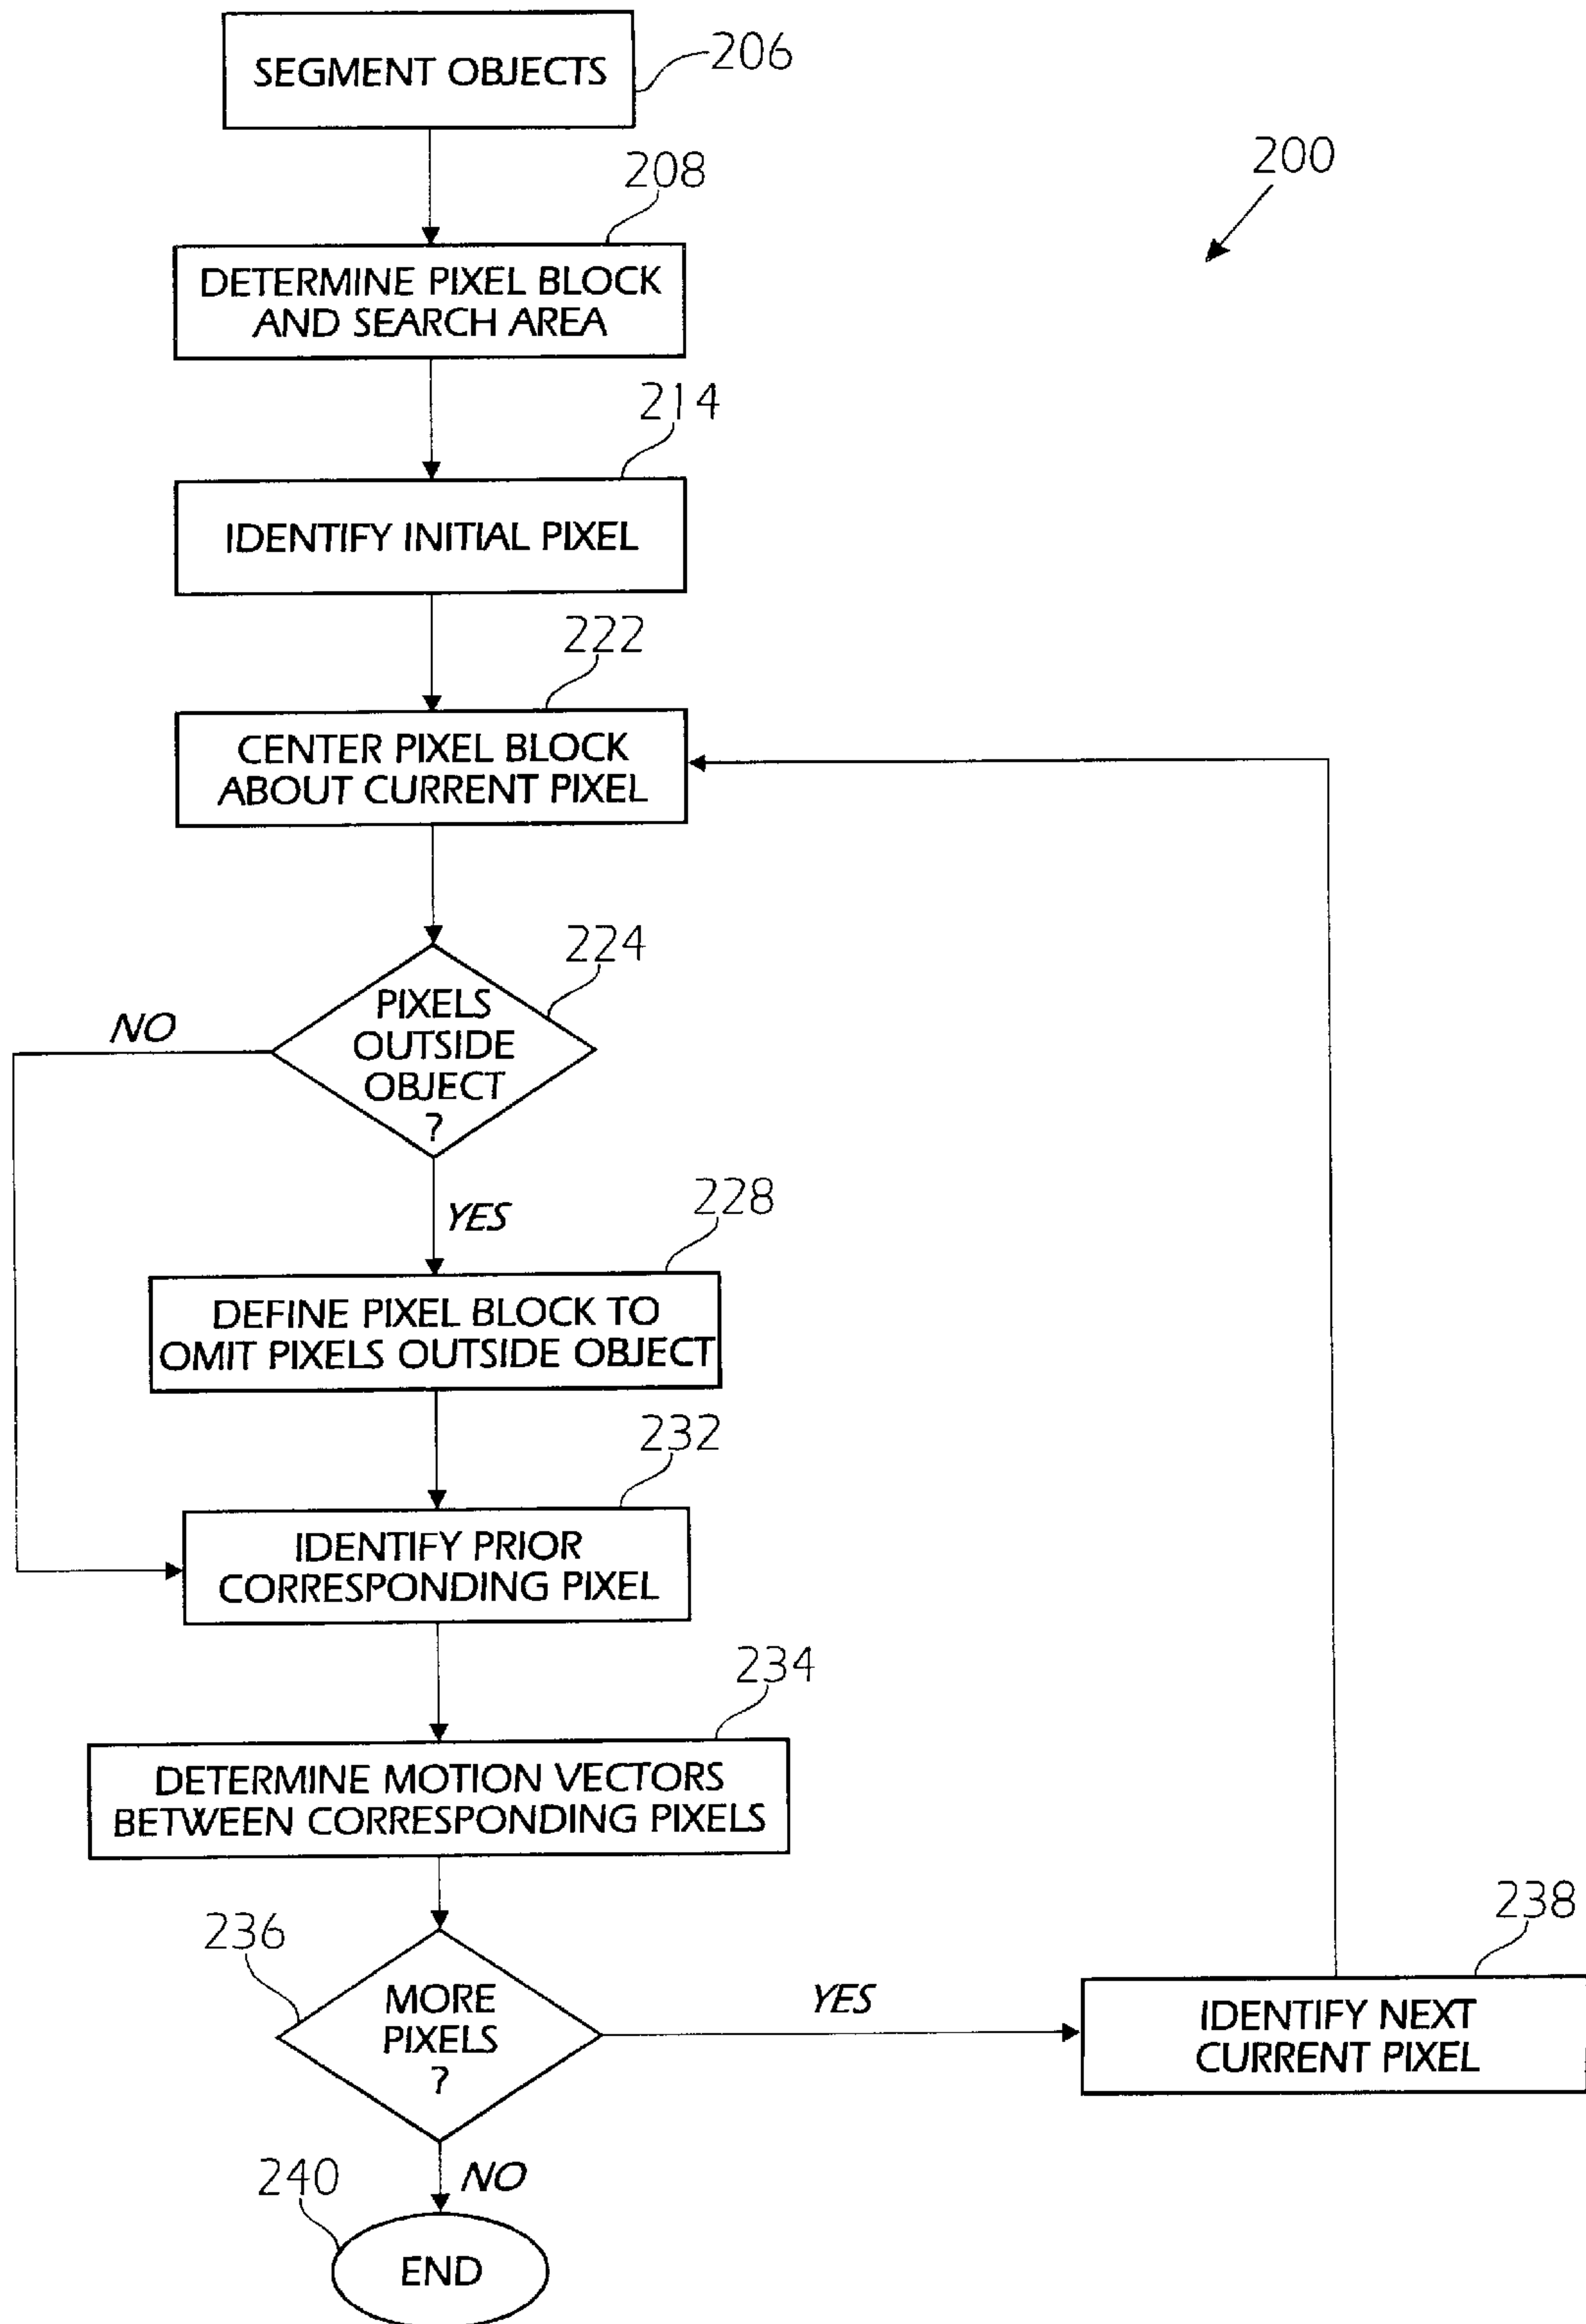 SEGMENT OBJECTS
206
200
208
DETERMINE PIXEL BLOCK
AND SEARCH AREA
214
IDENTIFY INITIAL PIXEL
222
CENTER PIXEL BLOCK
ABOUT CURRENT PIXEL
224
PIXELS
OUTSIDE
OBJECT
?
NO
YES
228
DEFINE PIXEL BLOCK TO
OMIT PIXELS OUTSIDE OBJECT
232
IDENTIFY PRIOR
CORRESPONDING PIXEL
234
DETERMINE MOTION VECTORS
BETWEEN CORRESPONDING PIXELS
236
MORE
PIXELS
?
YES
238
IDENTIFY NEXT
CURRENT PIXEL
NO
240
END